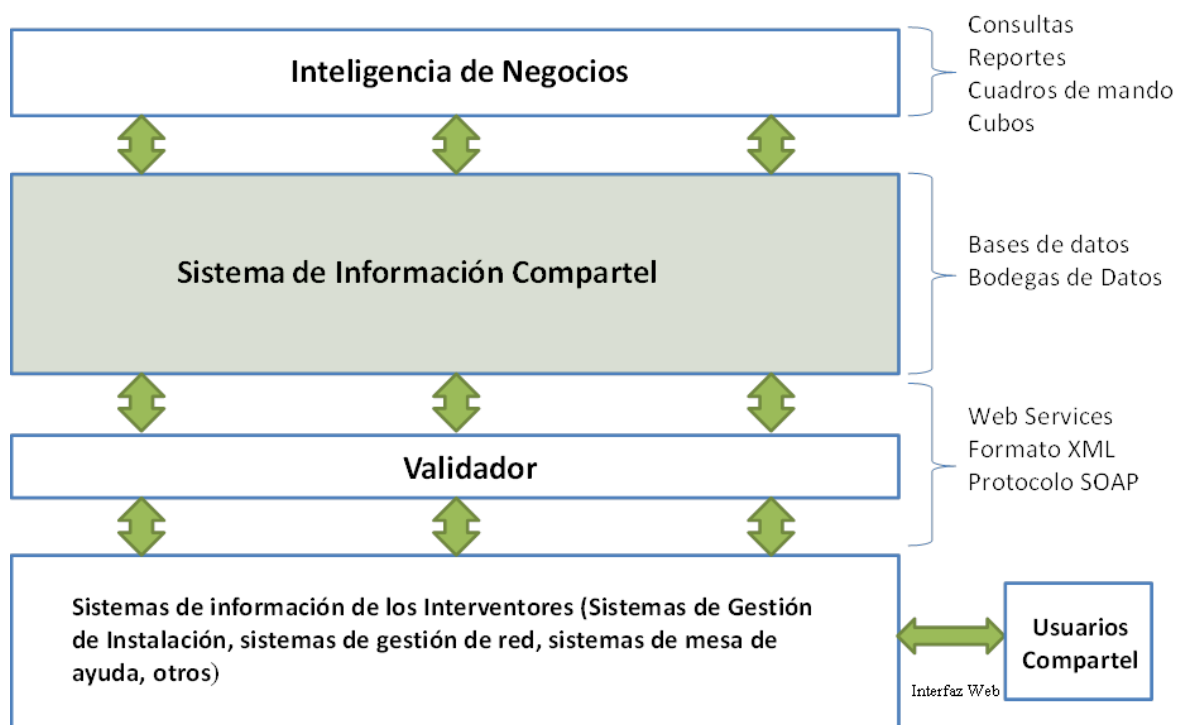 Inteligencia de Negocios
Consultas
Reportes
Cuadros de mando
Cubos
Sistema de Información Compartel
Bases de datos
Bodegas de Datos
Validador
Web Services
Formato XML
Protocolo SOAP
Sistemas de información de los Interventores (Sistemas de Gestión
de Instalación, sistemas de gestión de red, sistemas de mesa de
ayuda, otros)
Interfaz Web
Usuarios
Compartel